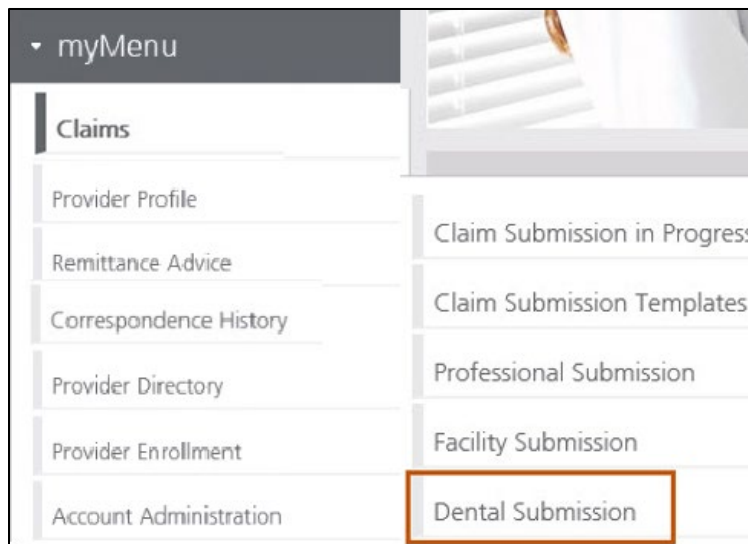 myMenu
Claims
Provider Profile
Remittance Advice
Correspondence History
Provider Directory
Provider Enrollment
Account Administration
Claim Submission in Progress
Claim Submission Templates
Professional Submission
Facility Submission
Dental Submission